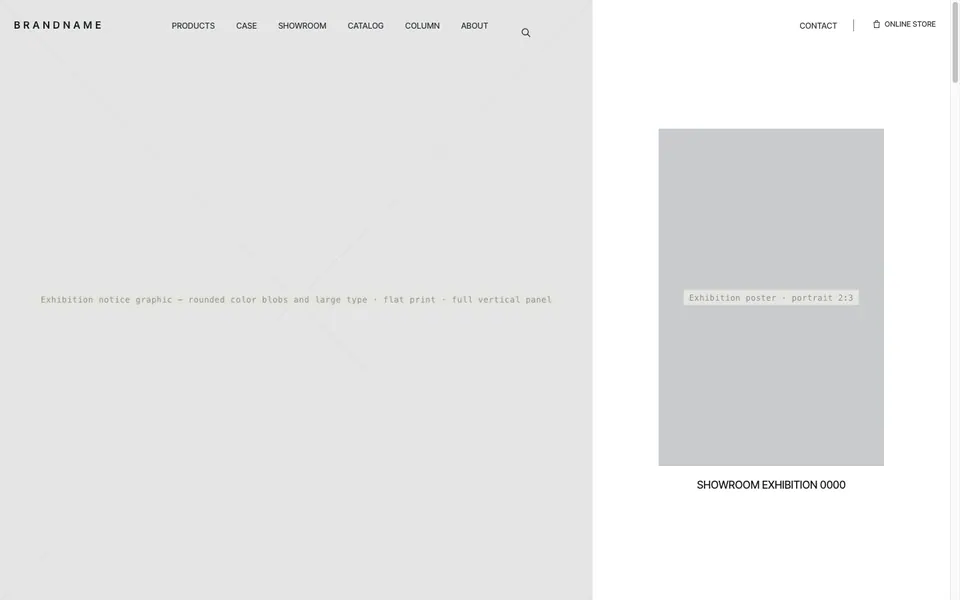 BRANDNAME
PRODUCTS CASE SHOWROOM CATALOG COLUMN ABOUT
CONTACT
ONLINE STORE
Exhibition notice graphic — rounded color blobs and large type · flat print · full vertical panel
Exhibition poster · portrait 2:3
SHOWROOM EXHIBITION 0000